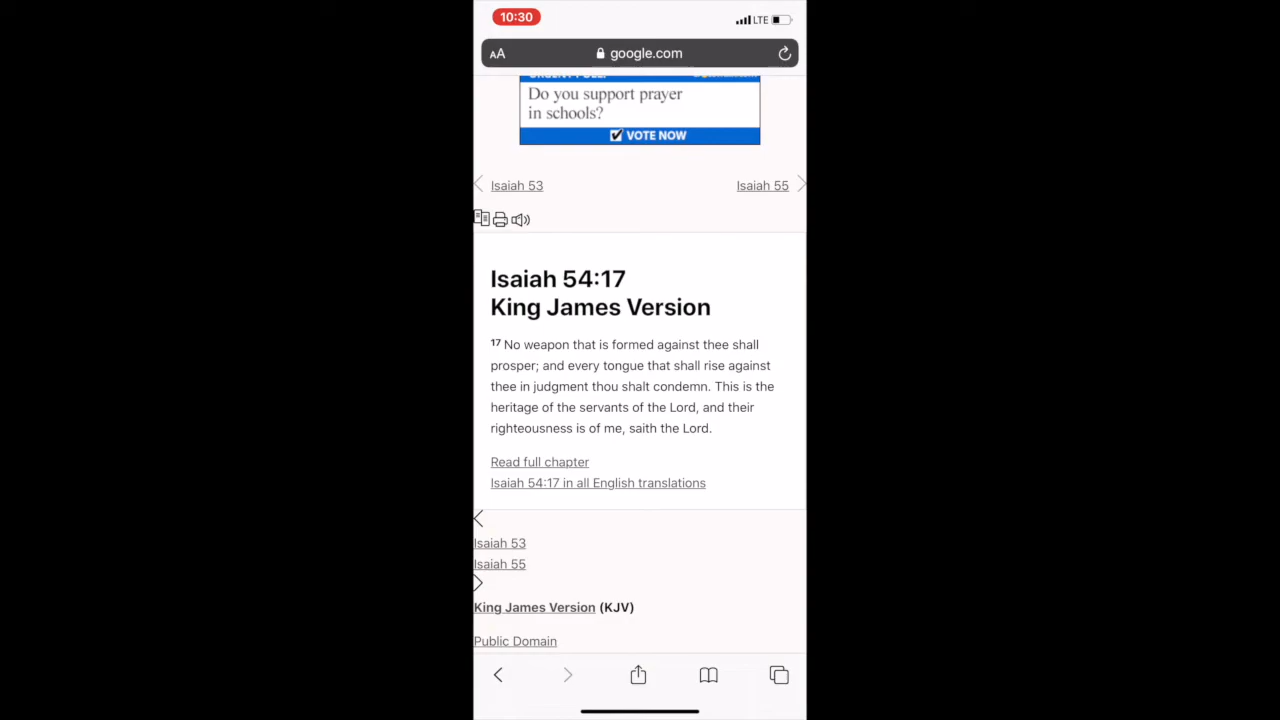 10:30
LTE
AA
google.com
URGENT POLL:
Do you support prayer
in schools?
VOTE NOW
Isaiah 53
Isaiah 55
Isaiah 54:17
King James Version
17 No weapon that is formed against thee shall
prosper; and every tongue that shall rise against
thee in judgment thou shalt condemn. This is the
heritage of the servants of the Lord, and their
righteousness is of me, saith the Lord.
Read full chapter
Isaiah 54:17 in all English translations
Isaiah 53
Isaiah 55
King James Version (KJV)
Public Domain